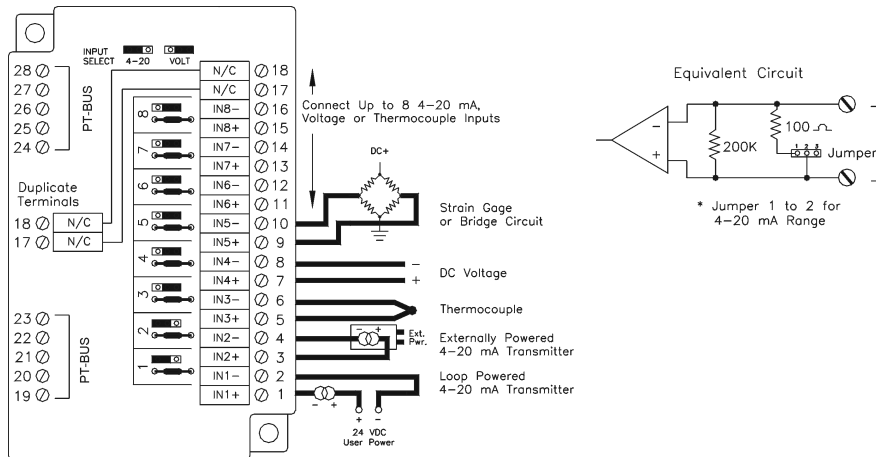 INPUT
SELECT
4-20
VOLT
28
27
26
25
24
PT-BUS
Duplicate
Terminals
18 N/C
17 N/C
23
22
21
20
19
PT-BUS
8
7
6
5
4
3
2
1
N/C 18
N/C 17
IN8- 16
IN8+ 15
IN7- 14
IN7+ 13
IN6- 12
IN6+ 11
IN5- 10
IN5+ 9
IN4- 8
IN4+ 7
IN3- 6
IN3+ 5
IN2- 4
IN2+ 3
IN1- 2
IN1+ 1
Connect Up to 8 4-20 mA,
Voltage or Thermocouple Inputs
DC+
Strain Gage
or Bridge Circuit
-
+
DC Voltage
Thermocouple
- +
Ext.
Pwr.
Externally Powered
4-20 mA Transmitter
Loop Powered
4-20 mA Transmitter
- +
+ -
24 VDC
User Power
Equivalent Circuit
-
+
200K
100
1 2 3
Jumper
* Jumper 1 to 2 for
4-20 mA Range